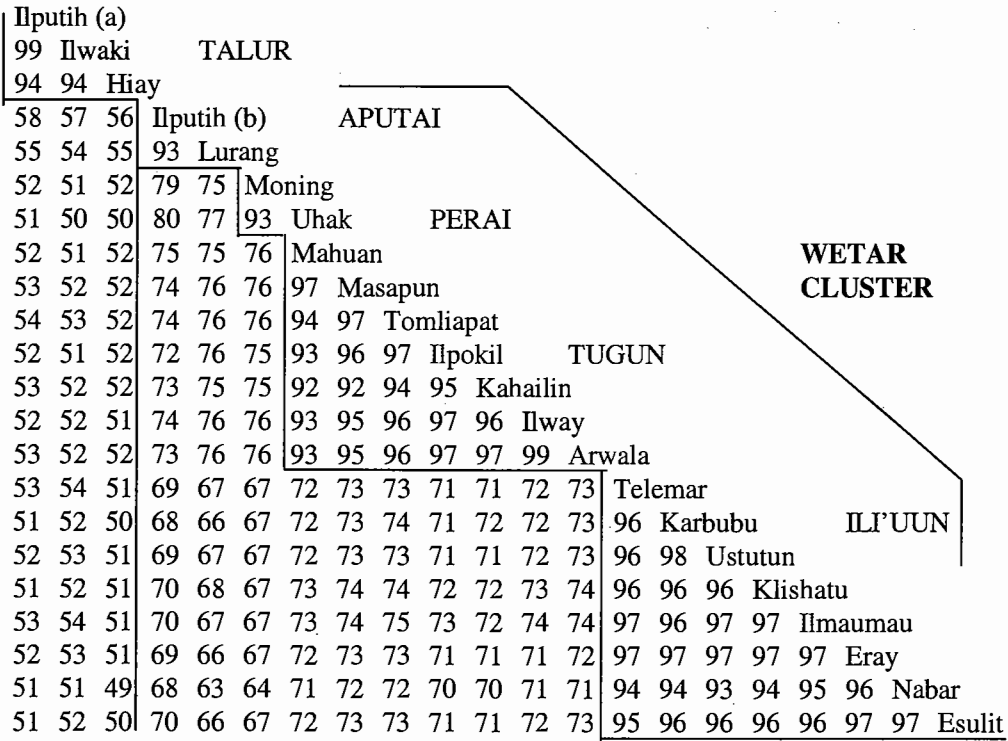 Ilputih (a)
99 Ilwaki TALUR
94 94 Hiay
58 57 56 Ilputih (b) APUTAI
55 54 55 93 Lurang
52 51 52 79 75 Moning
51 50 50 80 77 93 Uhak PERAI
52 51 52 75 75 76 Mahuan WETAR
53 52 52 74 76 76 97 Masapun CLUSTER
54 53 52 74 76 76 94 97 Tomliapat
52 51 52 72 76 75 93 96 97 Ilpokil TUGUN
53 52 52 73 75 75 92 92 94 95 Kahailin
52 52 51 74 76 76 93 95 96 97 96 Ilway
53 52 52 73 76 76 93 95 96 97 97 99 Arwala
53 54 51 69 67 67 72 73 73 71 71 72 73 Telemar
51 52 50 68 66 67 72 73 74 71 72 72 73 96 Karbubu ILI'UUN
52 53 51 69 67 67 72 73 73 71 71 72 73 96 98 Ustutun
51 52 51 70 68 67 73 74 74 72 72 73 74 96 96 96 Klishatu
53 54 51 70 67 67 73 74 75 73 72 74 74 97 96 97 97 Ilmaumau
52 53 51 69 66 67 72 73 73 71 71 71 72 97 97 97 97 97 Eray
51 51 49 68 63 64 71 72 72 70 70 71 71 94 94 93 94 95 96 Nabar
51 52 50 70 66 67 72 73 73 71 71 72 73 95 96 96 96 96 97 97 Esulit